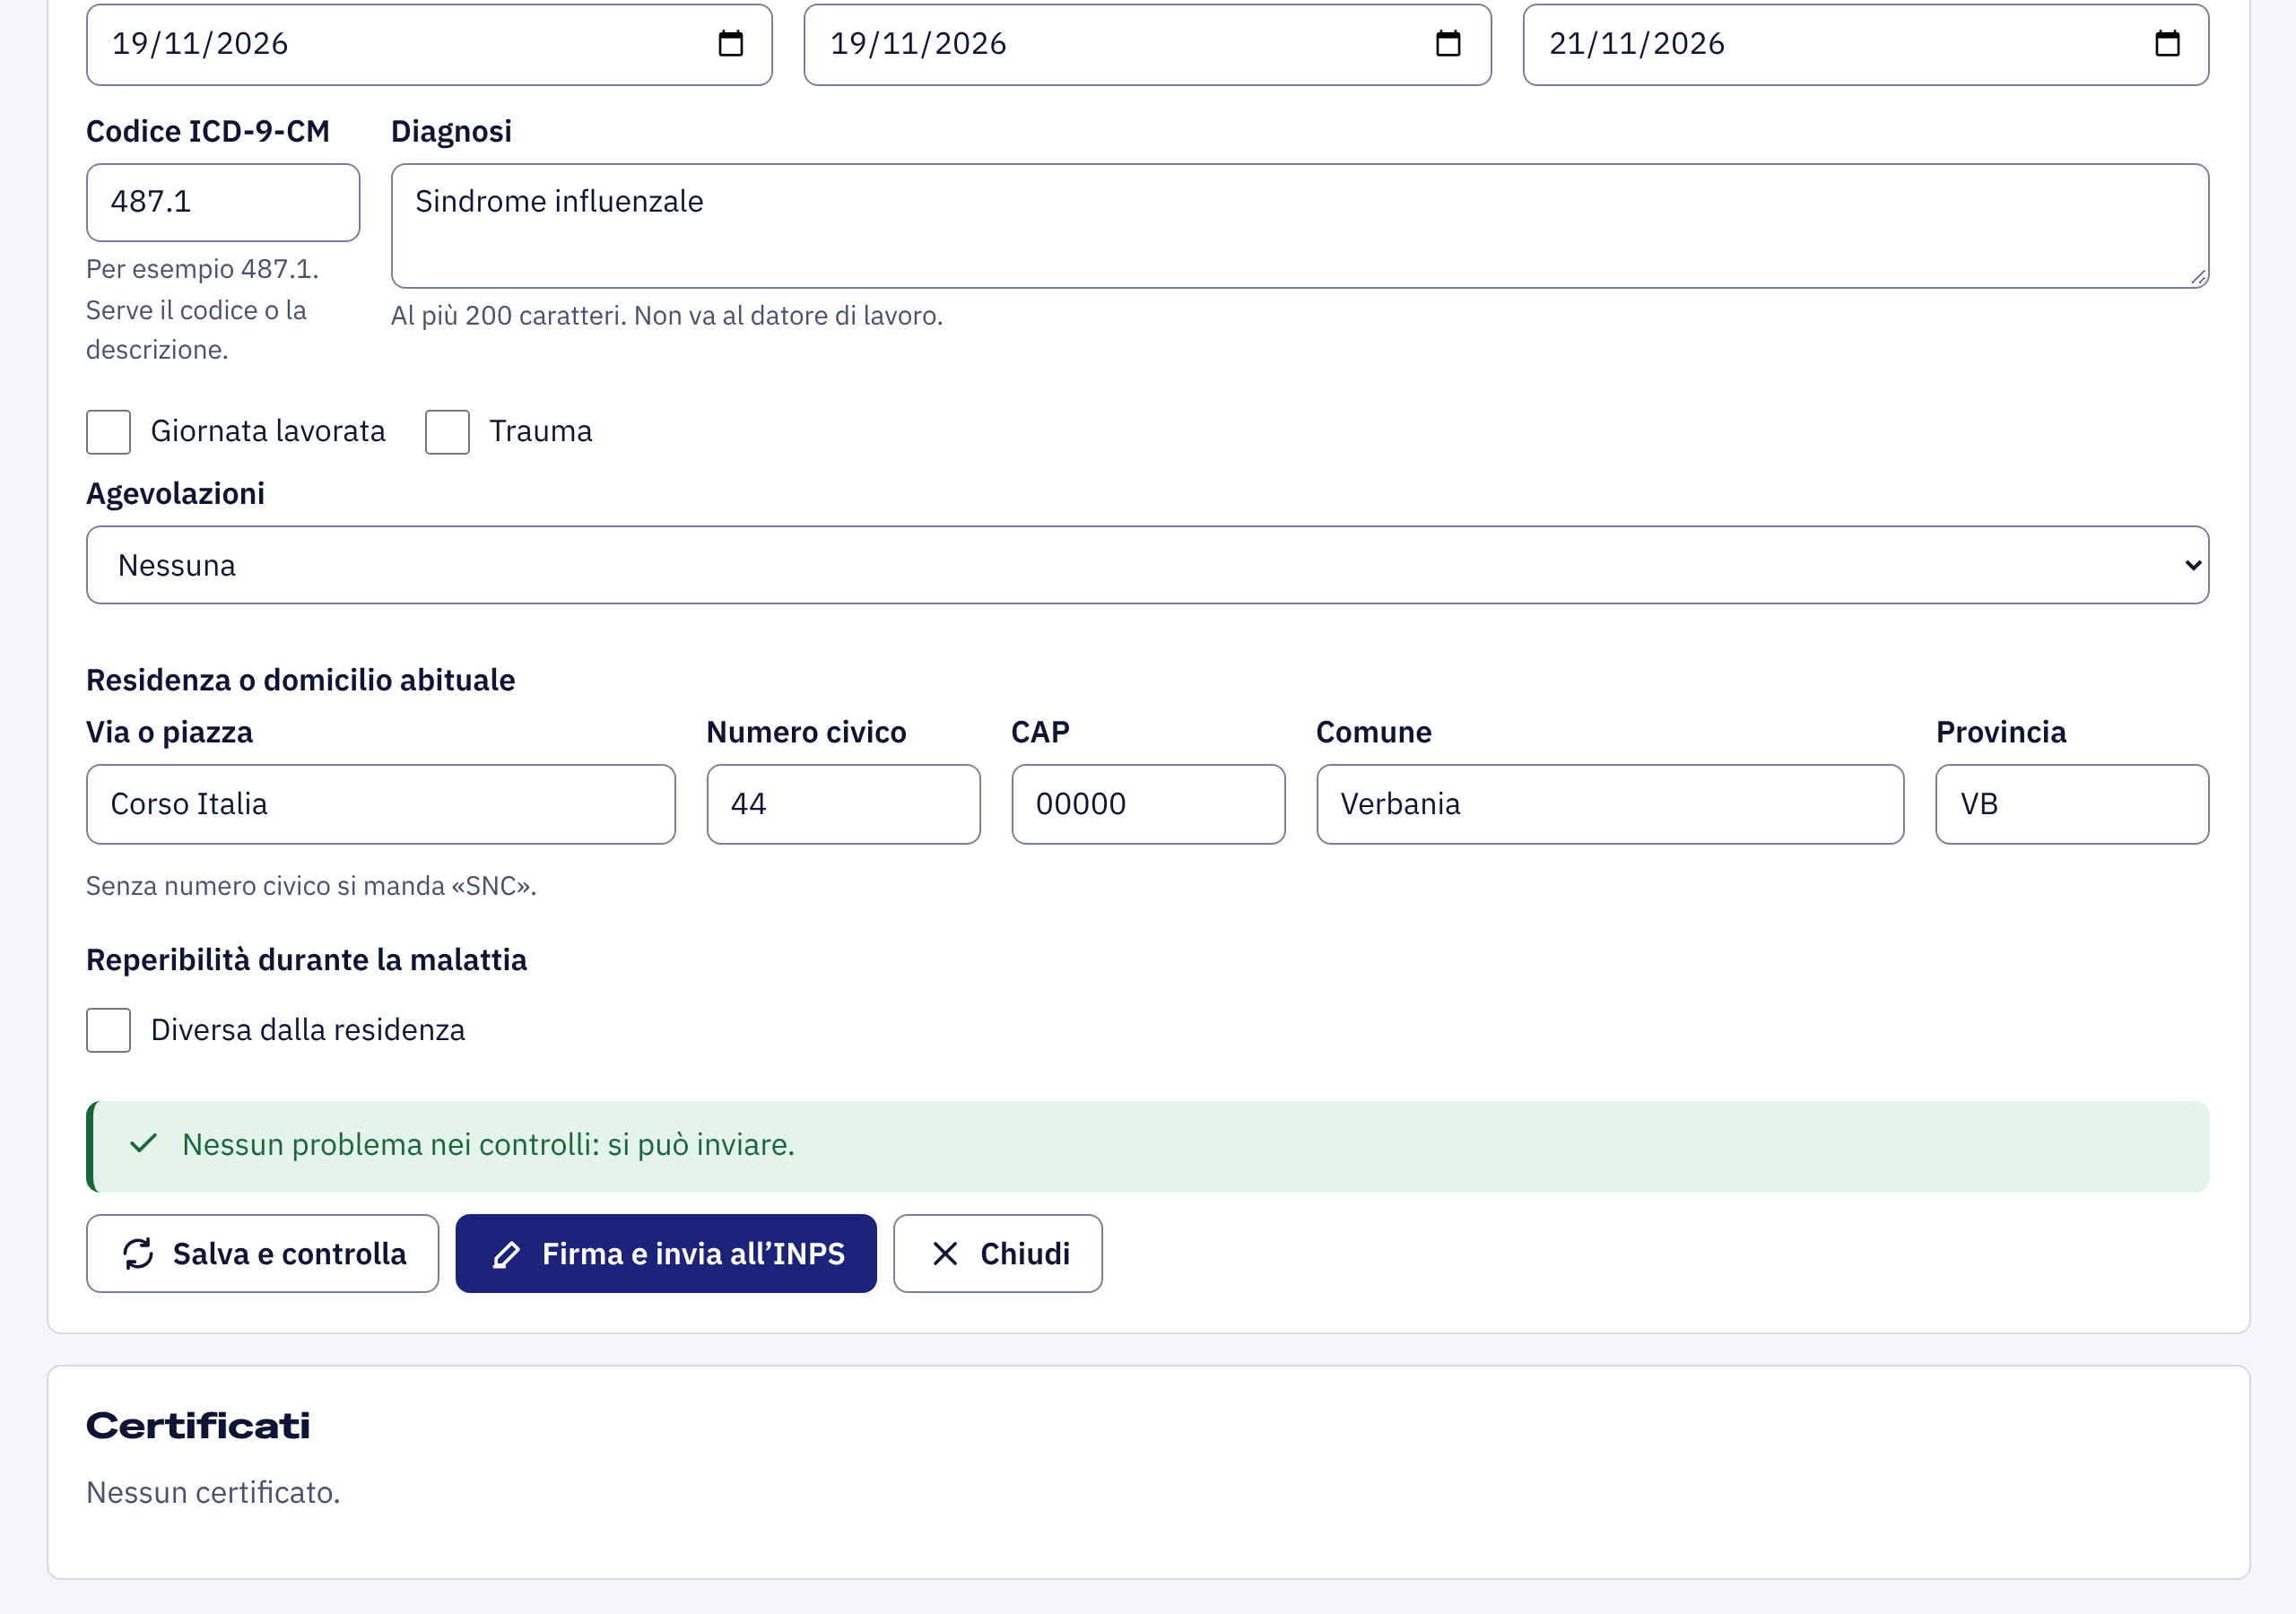 19/11/2026 19/11/2026 21/11/2026
Codice ICD-9-CM Diagnosi
487.1 Sindrome influenzale
Per esempio 487.1.
Serve il codice o la
descrizione.
Al più 200 caratteri. Non va al datore di lavoro.
Giornata lavorata Trauma
Agevolazioni
Nessuna
Residenza o domicilio abituale
Via o piazza Numero civico CAP Comune Provincia
Corso Italia 44 00000 Verbania VB
Senza numero civico si manda «SNC».
Reperibilità durante la malattia
Diversa dalla residenza
Nessun problema nei controlli: si può inviare.
Salva e controlla Firma e invia all’INPS Chiudi
Certificati
Nessun certificato.